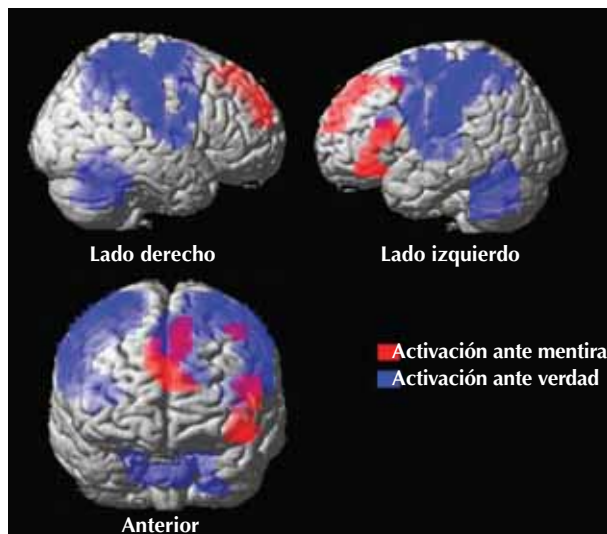 Lado derecho
Lado izquierdo
Activación ante mentira
Activación ante verdad
Anterior